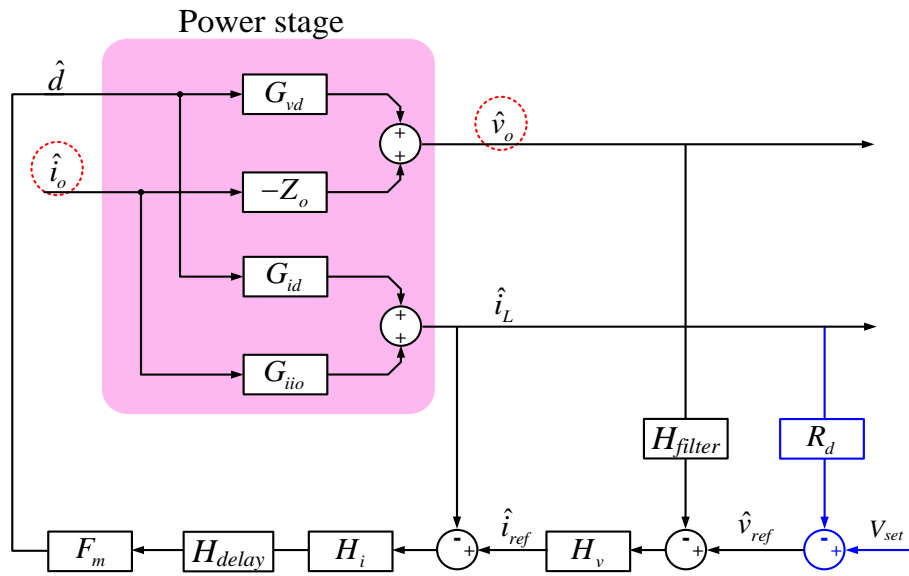 Power stage
d̂
G_vd
v̂_o
+
+
î_o
−Z_o
G_id
î_L
+
+
G_iio
H_filter
R_d
F_m
H_delay
H_i
-
+
î_ref
H_v
-
+
v̂_ref
-
+
V_set